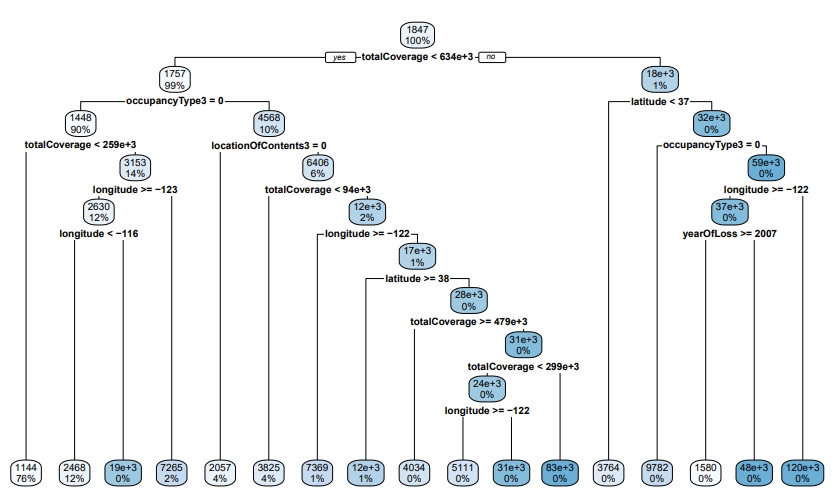 1847
100%
yes totalCoverage < 634e+3 no
1757
99%
18e+3
1%
occupancyType3 = 0
latitude < 37
1448
90%
4568
10%
32e+3
0%
totalCoverage < 259e+3
locationOfContents3 = 0
occupancyType3 = 0
3153
14%
6406
6%
59e+3
0%
longitude >= −123
totalCoverage < 94e+3
longitude >= −122
2630
12%
12e+3
2%
37e+3
0%
longitude < −116
longitude >= −122
yearOfLoss >= 2007
17e+3
1%
latitude >= 38
28e+3
0%
totalCoverage >= 479e+3
31e+3
0%
totalCoverage < 299e+3
24e+3
0%
longitude >= −122
1144
76%
2468
12%
19e+3
0%
7265
2%
2057
4%
3825
4%
7369
1%
12e+3
1%
4034
0%
5111
0%
31e+3
0%
83e+3
0%
3764
0%
9782
0%
1580
0%
48e+3
0%
120e+3
0%